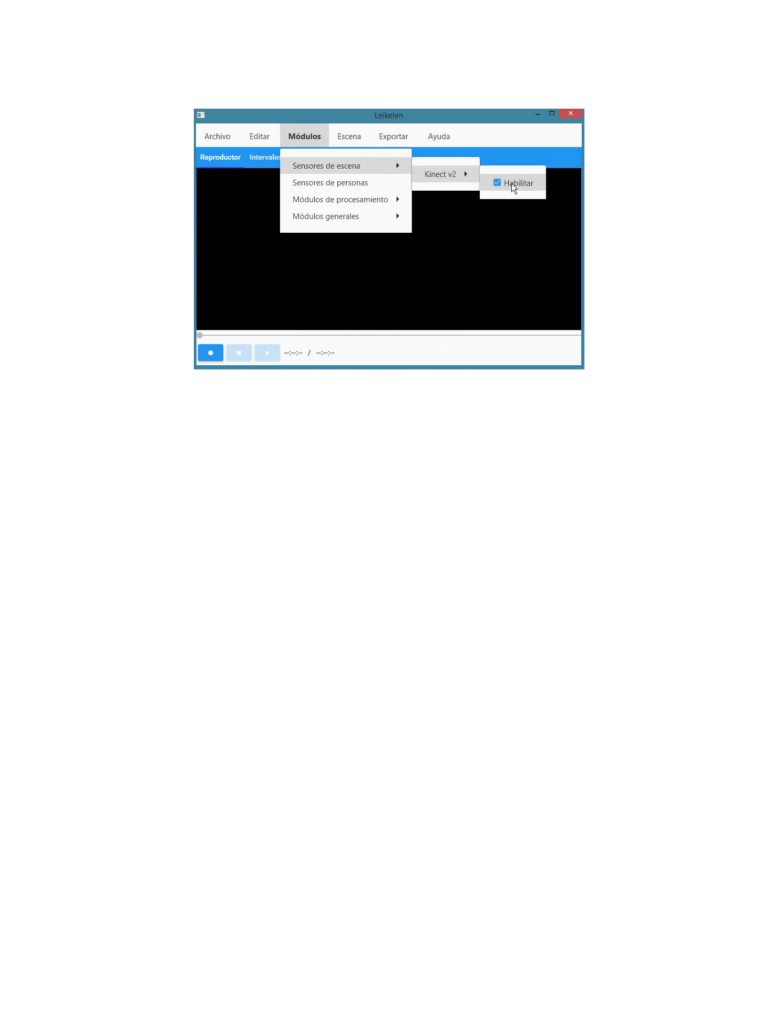 Leikelen
Archivo Editar Módulos Escena Exportar Ayuda
Reproductor Intervalos
Sensores de escena
Kinect v2
Habilitar
Sensores de personas
Módulos de procesamiento
Módulos generales
--:--:-- / --:--:--